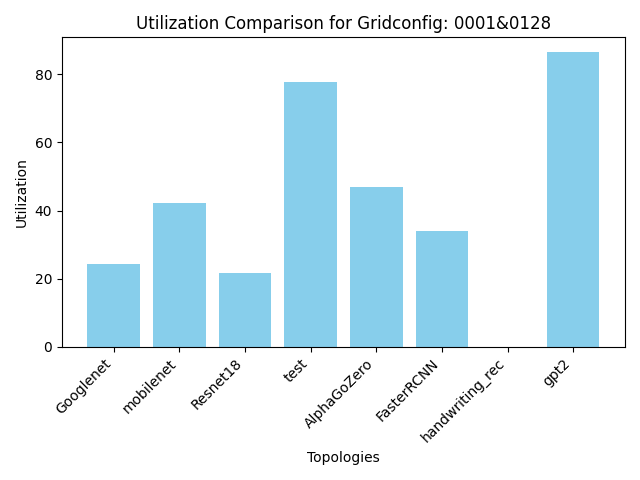 Utilization Comparison for Gridconfig: 0001&0128
80
60
40
20
0
Utilization
Googlenet
mobilenet
Resnet18
test
AlphaGoZero
FasterRCNN
handwriting_rec
gpt2
Topologies